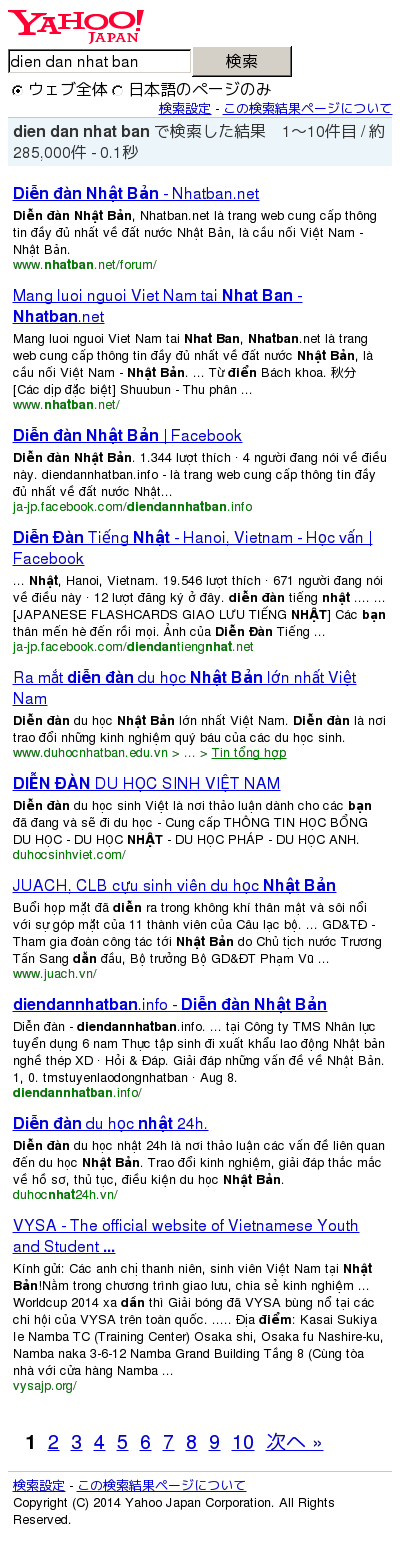 YAHOO!
JAPAN
dien dan nhat ban 検索
ウェブ全体 日本語のページのみ
検索設定 - この検索結果ページについて
dien dan nhat ban で検索した結果 1～10件目 / 約
285,000件 - 0.1秒
Diễn đàn Nhật Bản - Nhatban.net
Diễn đàn Nhật Bản, Nhatban.net là trang web cung cấp thông
tin đầy đủ nhất về đất nước Nhật Bản, là cầu nối Việt Nam -
Nhật Bản.
www.nhatban.net/forum/
Mang luoi nguoi Viet Nam tai Nhat Ban -
Nhatban.net
Mang luoi nguoi Viet Nam tai Nhat Ban, Nhatban.net là trang
web cung cấp thông tin đầy đủ nhất về đất nước Nhật Bản, là
cầu nối Việt Nam - Nhật Bản. ... Từ điển Bách khoa. 秋分
[Các dịp đặc biệt] Shuubun - Thu phân ...
www.nhatban.net/
Diễn đàn Nhật Bản | Facebook
Diễn đàn Nhật Bản. 1.344 lượt thích · 4 người đang nói về điều
này. diendannhatban.info - là trang web cung cấp thông tin đầy
đủ nhất về đất nước Nhật...
ja-jp.facebook.com/diendannhatban.info
Diễn Đàn Tiếng Nhật - Hanoi, Vietnam - Học vấn |
Facebook
... Nhật, Hanoi, Vietnam. 19.546 lượt thích · 671 người đang nói
về điều này · 12 lượt đăng ký ở đây. diễn đàn tiếng nhật .... ...
[JAPANESE FLASHCARDS GIAO LƯU TIẾNG NHẬT] Các bạn
thân mến hè đến rồi mọi. Ảnh của Diễn Đàn Tiếng ...
ja-jp.facebook.com/diendantiengnhat.net
Ra mắt diễn đàn du học Nhật Bản lớn nhất Việt
Nam
Diễn đàn du học Nhật Bản lớn nhất Việt Nam. Diễn đàn là nơi
trao đổi những kinh nghiệm quý báu của các du học sinh.
www.duhocnhatban.edu.vn > ... > Tin tổng hợp
DIỄN ĐÀN DU HỌC SINH VIỆT NAM
Diễn đàn du học sinh Việt là nơi thảo luận dành cho các bạn
đã đang và sẽ đi du học - Cung cấp THÔNG TIN HỌC BỔNG
DU HỌC - DU HỌC NHẬT - DU HỌC PHÁP - DU HỌC ANH.
duhocsinhviet.com/
JUACH, CLB cựu sinh viên du học Nhật Bản
Buổi họp mặt đã diễn ra trong không khí thân mật và sôi nổi
với sự góp mặt của 11 thành viên của Câu lạc bộ. ... GD&TĐ -
Tham gia đoàn công tác tới Nhật Bản do Chủ tịch nước Trương
Tấn Sang dẫn đầu, Bộ trưởng Bộ GD&ĐT Phạm Vũ ...
www.juach.vn/
diendannhatban.info - Diễn đàn Nhật Bản
Diễn đàn - diendannhatban.info. ... tại Công ty TMS Nhân lực
tuyển dụng 6 nam Thực tập sinh đi xuất khẩu lao động Nhật bản
nghề thép XD · Hỏi & Đáp. Giải đáp những vấn đề về Nhật Bản.
1, 0. tmstuyenlaodongnhatban · Aug 8.
diendannhatban.info/
Diễn đàn du học nhật 24h.
Diễn đàn du học nhật 24h là nơi thảo luận các vấn đề liên quan
đến du học Nhật Bản. Trao đổi kinh nghiệm, giải đáp thắc mắc
về hồ sơ, thủ tục, điều kiện du học Nhật Bản.
duhocnhat24h.vn/
VYSA - The official website of Vietnamese Youth
and Student ...
Kính gửi: Các anh chị thanh niên, sinh viên Việt Nam tại Nhật
Bản!Nằm trong chương trình giao lưu, chia sẻ kinh nghiệm ...
Worldcup 2014 xa dần thì Giải bóng đá VYSA bùng nổ tại các
chi hội của VYSA trên toàn quốc. ..... Địa điểm: Kasai Sukiya
Ie Namba TC (Training Center) Osaka shi, Osaka fu Nashire-ku,
Namba naka 3-6-12 Namba Grand Building Tầng 8 (Cùng tòa
nhà với cửa hàng Namba ...
vysajp.org/
1 2 3 4 5 6 7 8 9 10 次へ »
検索設定 - この検索結果ページについて
Copyright (C) 2014 Yahoo Japan Corporation. All Rights
Reserved.